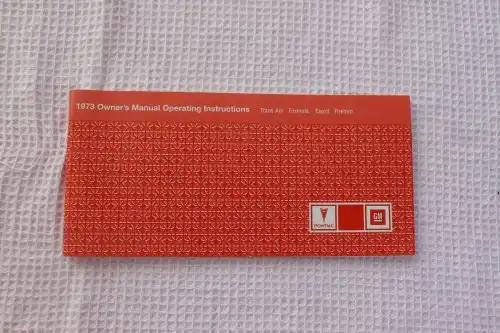 1973 Owner's Manual Operating Instructions Trans Am Formula Esprit Firebird
PONTIAC
GM